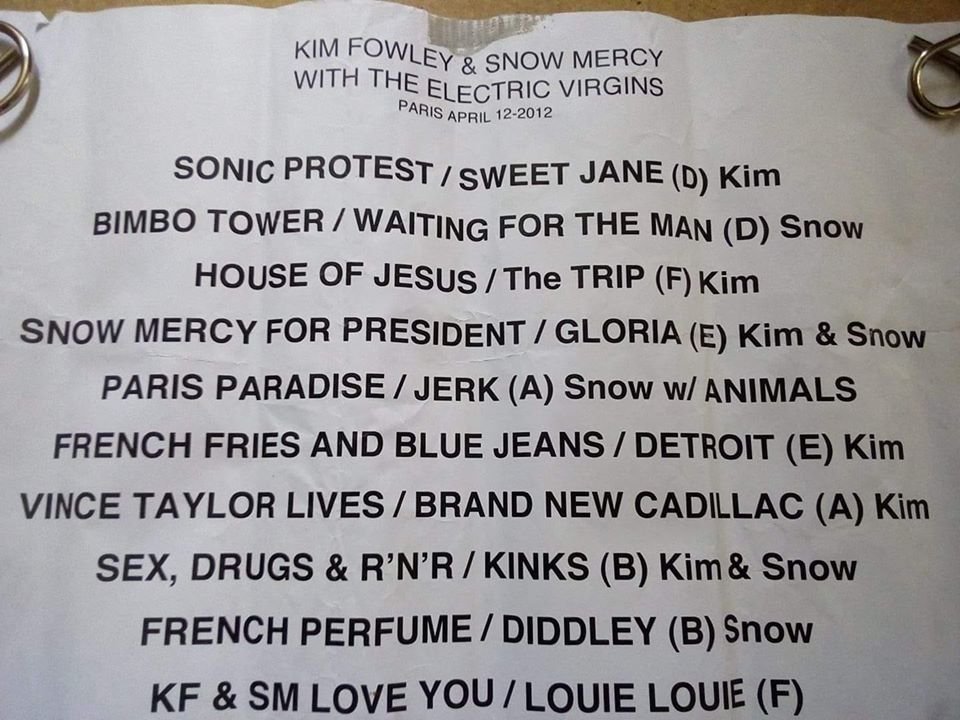 KIM FOWLEY & SNOW MERCY
WITH THE ELECTRIC VIRGINS
PARIS APRIL 12-2012
SONIC PROTEST / SWEET JANE (D) Kim
BIMBO TOWER / WAITING FOR THE MAN (D) Snow
HOUSE OF JESUS / The TRIP (F) Kim
SNOW MERCY FOR PRESIDENT / GLORIA (E) Kim & Snow
PARIS PARADISE / JERK (A) Snow w/ ANIMALS
FRENCH FRIES AND BLUE JEANS / DETROIT (E) Kim
VINCE TAYLOR LIVES / BRAND NEW CADILLAC (A) Kim
SEX, DRUGS & R'N'R / KINKS (B) Kim & Snow
FRENCH PERFUME / DIDDLEY (B) Snow
KF & SM LOVE YOU / LOUIE LOUIE (F)